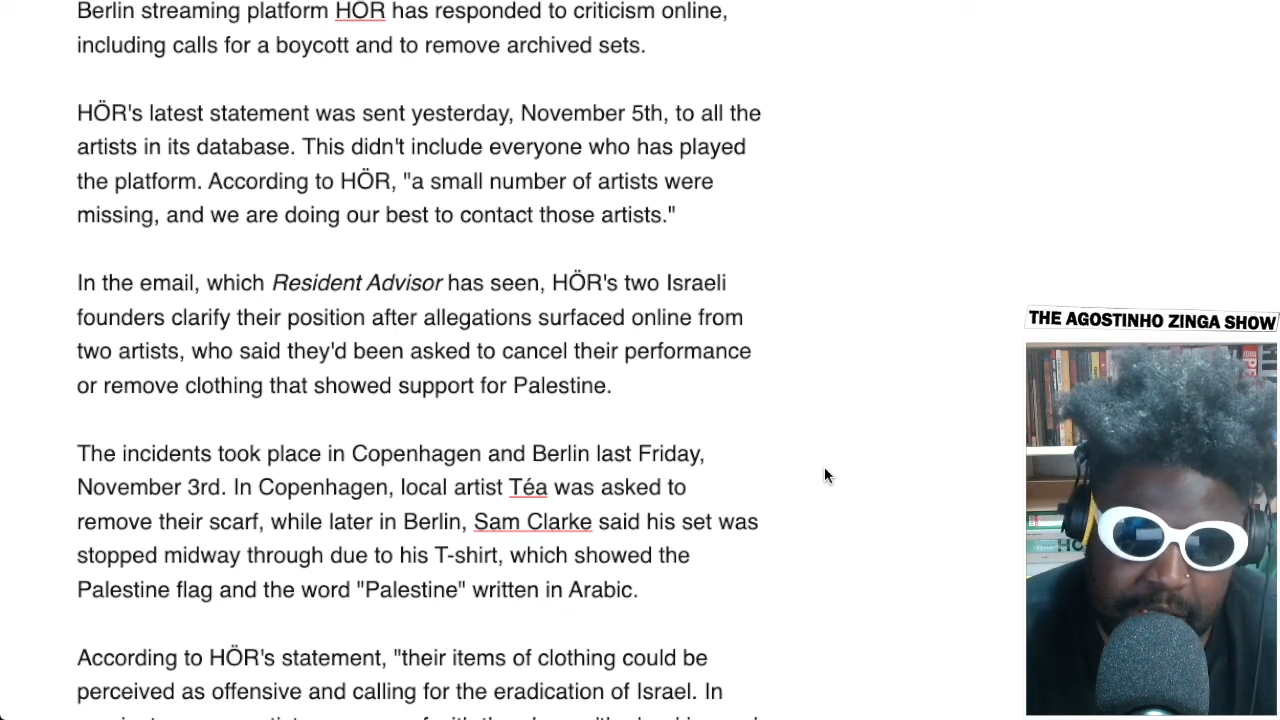 Berlin streaming platform HÖR has responded to criticism online,
including calls for a boycott and to remove archived sets.
HÖR's latest statement was sent yesterday, November 5th, to all the
artists in its database. This didn't include everyone who has played
the platform. According to HÖR, "a small number of artists were
missing, and we are doing our best to contact those artists."
In the email, which Resident Advisor has seen, HÖR's two Israeli
founders clarify their position after allegations surfaced online from
two artists, who said they'd been asked to cancel their performance
or remove clothing that showed support for Palestine.
The incidents took place in Copenhagen and Berlin last Friday,
November 3rd. In Copenhagen, local artist Téa was asked to
remove their scarf, while later in Berlin, Sam Clarke said his set was
stopped midway through due to his T-shirt, which showed the
Palestine flag and the word "Palestine" written in Arabic.
According to HÖR's statement, "their items of clothing could be
perceived as offensive and calling for the eradication of Israel. In
THE AGOSTINHO ZINGA SHOW